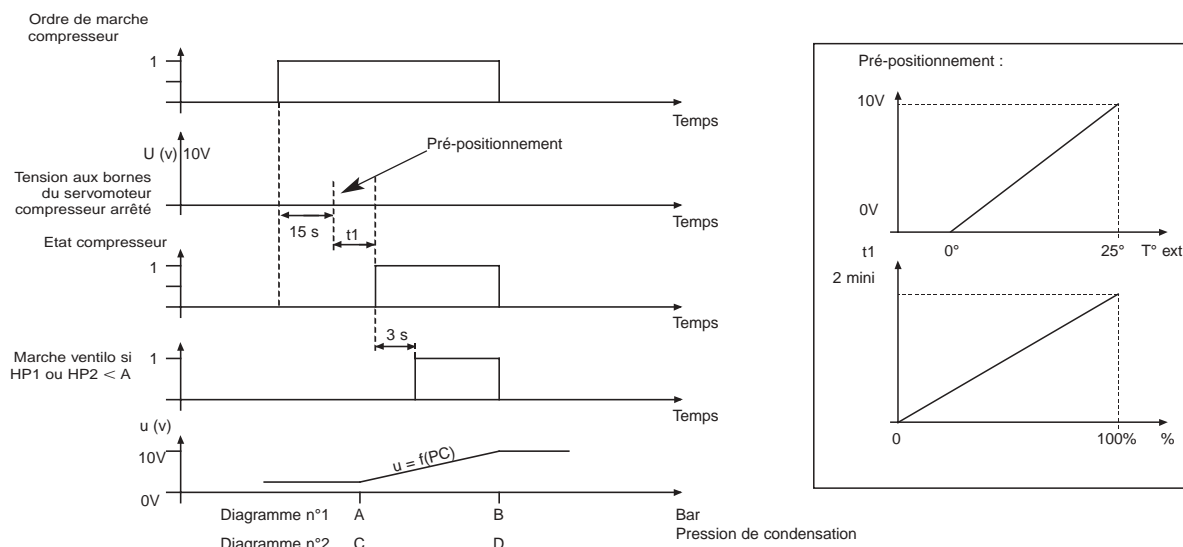 Ordre de marche
compresseur
1
Temps
U (v) 10V
Pré-positionnement
Tension aux bornes
du servomoteur
compresseur arrêté
Temps
15 s
t1
Etat compresseur
1
Temps
3 s
Marche ventilo si
HP1 ou HP2 < A
1
Temps
u (v)
10V
u = f(PC)
0V
Diagramme n°1 A B Bar
Pression de condensation
Diagramme n°2 C D
Pré-positionnement :
10V
0V
0° 25° T° ext
t1
2 mini
0 100% %